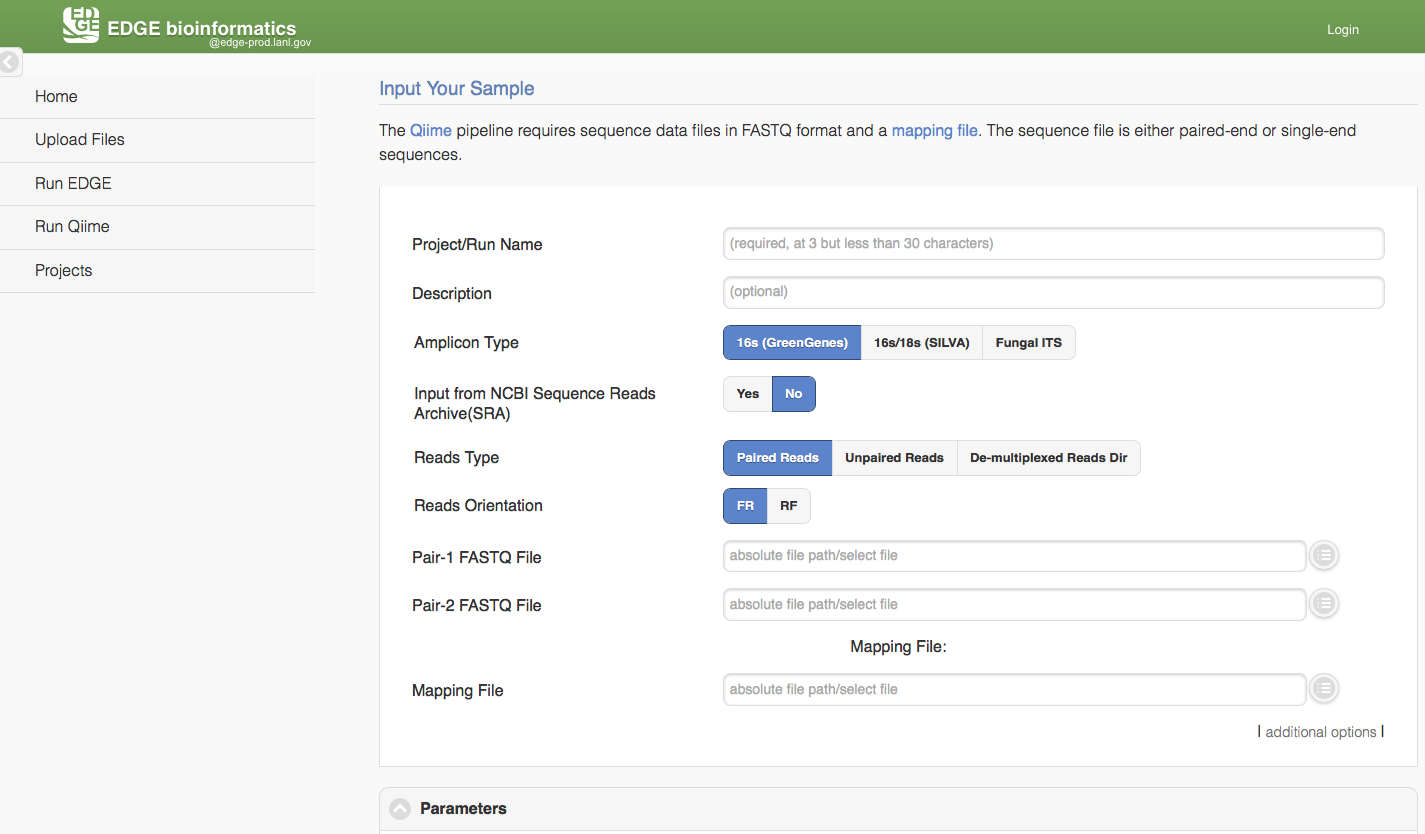 EDGE
EDGE bioinformatics
@edge-prod.lanl.gov
Login
Home
Upload Files
Run EDGE
Run Qiime
Projects
Input Your Sample
The Qiime pipeline requires sequence data files in FASTQ format and a mapping file. The sequence file is either paired-end or single-end
sequences.
Project/Run Name
(required, at 3 but less than 30 characters)
Description
(optional)
Amplicon Type
16s (GreenGenes)
16s/18s (SILVA)
Fungal ITS
Input from NCBI Sequence Reads
Archive(SRA)
Yes
No
Reads Type
Paired Reads
Unpaired Reads
De-multiplexed Reads Dir
Reads Orientation
FR
RF
Pair-1 FASTQ File
absolute file path/select file
Pair-2 FASTQ File
absolute file path/select file
Mapping File:
Mapping File
absolute file path/select file
| additional options |
Parameters